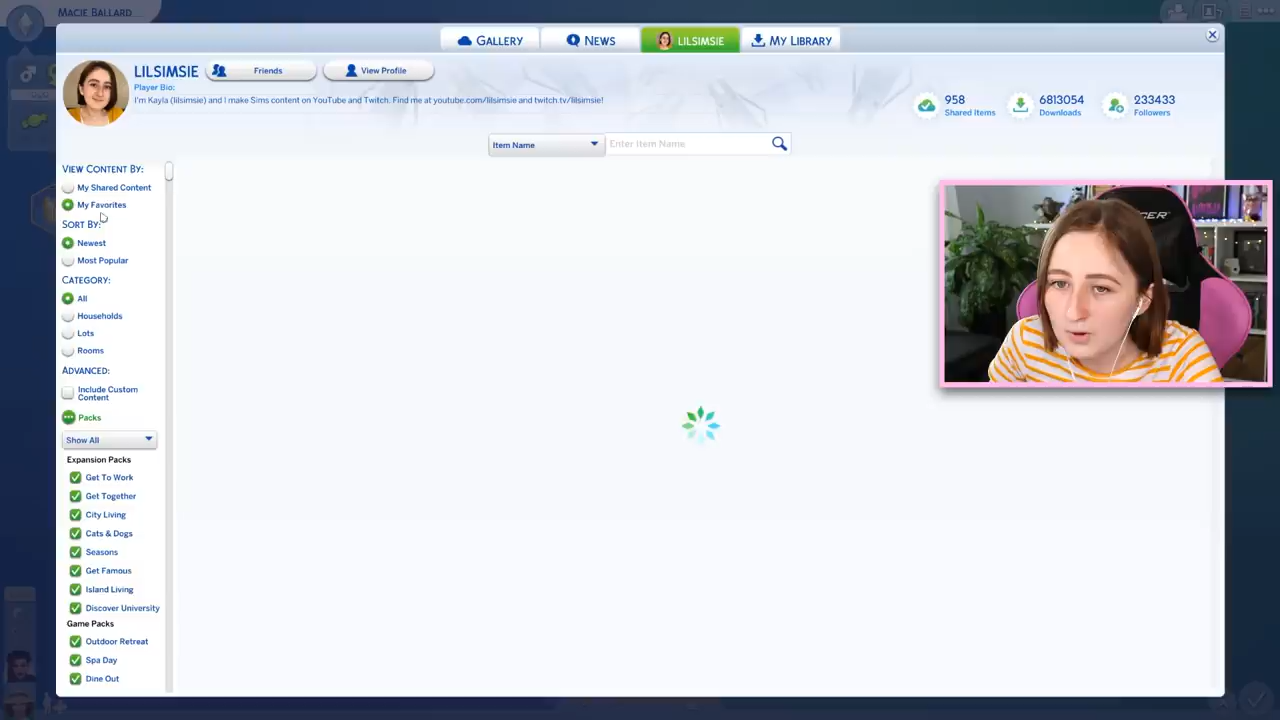 MACIE BALLARD
GALLERY
NEWS
LILSIMSIE
MY LIBRARY
LILSIMSIE
Friends
View Profile
Player Bio:
I'm Kayla (lilsimsie) and I make Sims content on YouTube and Twitch. Find me at youtube.com/lilsimsie and twitch.tv/lilsimsie!
958
Shared Items
6813054
Downloads
233433
Followers
Item Name
Enter Item Name
VIEW CONTENT BY:
My Shared Content
My Favorites
SORT BY:
Newest
Most Popular
CATEGORY:
All
Households
Lots
Rooms
ADVANCED:
Include Custom
Content
Packs
Show All
Expansion Packs
Get To Work
Get Together
City Living
Cats & Dogs
Seasons
Get Famous
Island Living
Discover University
Game Packs
Outdoor Retreat
Spa Day
Dine Out